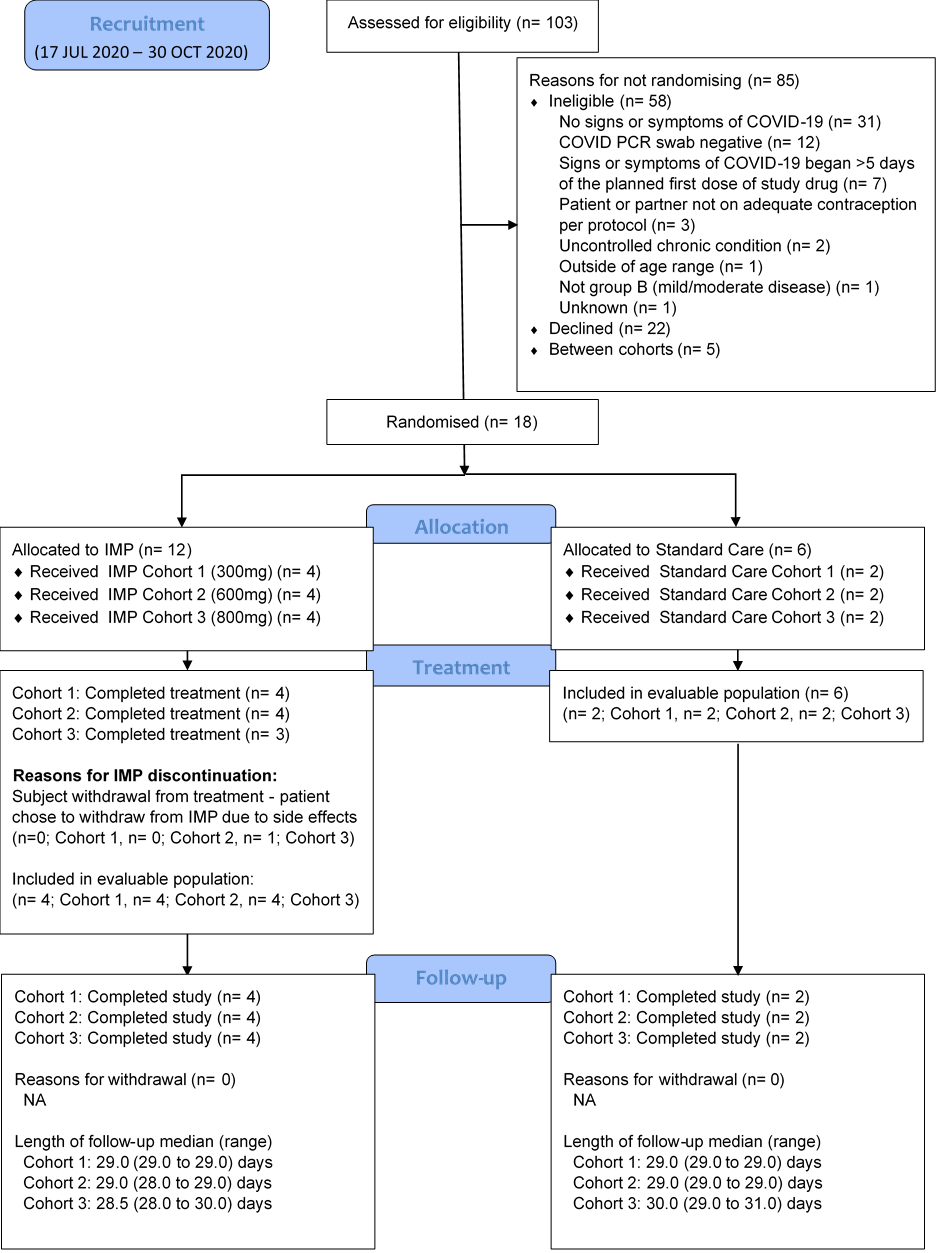 Recruitment
(17 JUL 2020 – 30 OCT 2020)
Assessed for eligibility (n= 103)
Reasons for not randomising (n= 85)
♦ Ineligible (n= 58)
No signs or symptoms of COVID-19 (n= 31)
COVID PCR swab negative (n= 12)
Signs or symptoms of COVID-19 began >5 days
of the planned first dose of study drug (n= 7)
Patient or partner not on adequate contraception
per protocol (n= 3)
Uncontrolled chronic condition (n= 2)
Outside of age range (n= 1)
Not group B (mild/moderate disease) (n= 1)
Unknown (n= 1)
♦ Declined (n= 22)
♦ Between cohorts (n= 5)
Randomised (n= 18)
Allocation
Allocated to IMP (n= 12)
♦ Received IMP Cohort 1 (300mg) (n= 4)
♦ Received IMP Cohort 2 (600mg) (n= 4)
♦ Received IMP Cohort 3 (800mg) (n= 4)
Allocated to Standard Care (n= 6)
♦ Received Standard Care Cohort 1 (n= 2)
♦ Received Standard Care Cohort 2 (n= 2)
♦ Received Standard Care Cohort 3 (n= 2)
Treatment
Cohort 1: Completed treatment (n= 4)
Cohort 2: Completed treatment (n= 4)
Cohort 3: Completed treatment (n= 3)
Reasons for IMP discontinuation:
Subject withdrawal from treatment - patient
chose to withdraw from IMP due to side effects
(n=0; Cohort 1, n= 0; Cohort 2, n= 1; Cohort 3)
Included in evaluable population:
(n= 4; Cohort 1, n= 4; Cohort 2, n= 4; Cohort 3)
Included in evaluable population (n= 6)
(n= 2; Cohort 1, n= 2; Cohort 2, n= 2; Cohort 3)
Follow-up
Cohort 1: Completed study (n= 4)
Cohort 2: Completed study (n= 4)
Cohort 3: Completed study (n= 4)
Reasons for withdrawal (n= 0)
NA
Length of follow-up median (range)
Cohort 1: 29.0 (29.0 to 29.0) days
Cohort 2: 29.0 (28.0 to 29.0) days
Cohort 3: 28.5 (28.0 to 30.0) days
Cohort 1: Completed study (n= 2)
Cohort 2: Completed study (n= 2)
Cohort 3: Completed study (n= 2)
Reasons for withdrawal (n= 0)
NA
Length of follow-up median (range)
Cohort 1: 29.0 (29.0 to 29.0) days
Cohort 2: 29.0 (29.0 to 29.0) days
Cohort 3: 30.0 (29.0 to 31.0) days